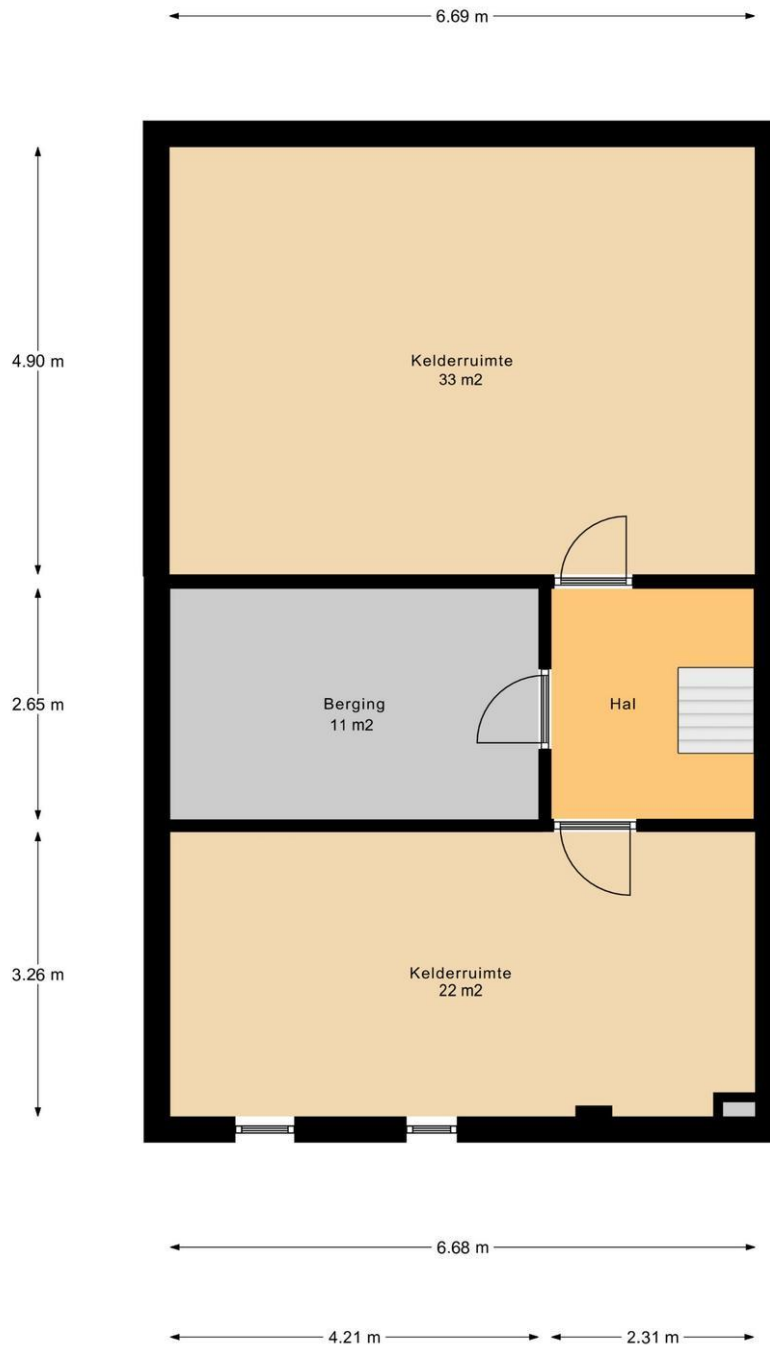 6.69 m
4.90 m
Kelderruimte
33 m2
2.65 m
Berging
11 m2
Hal
3.26 m
Kelderruimte
22 m2
6.68 m
4.21 m
2.31 m